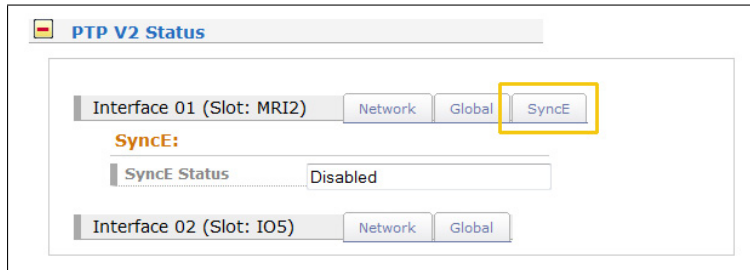 PTP V2 Status
Interface 01 (Slot: MRI2) Network Global SyncE
SyncE:
SyncE Status Disabled
Interface 02 (Slot: IO5) Network Global